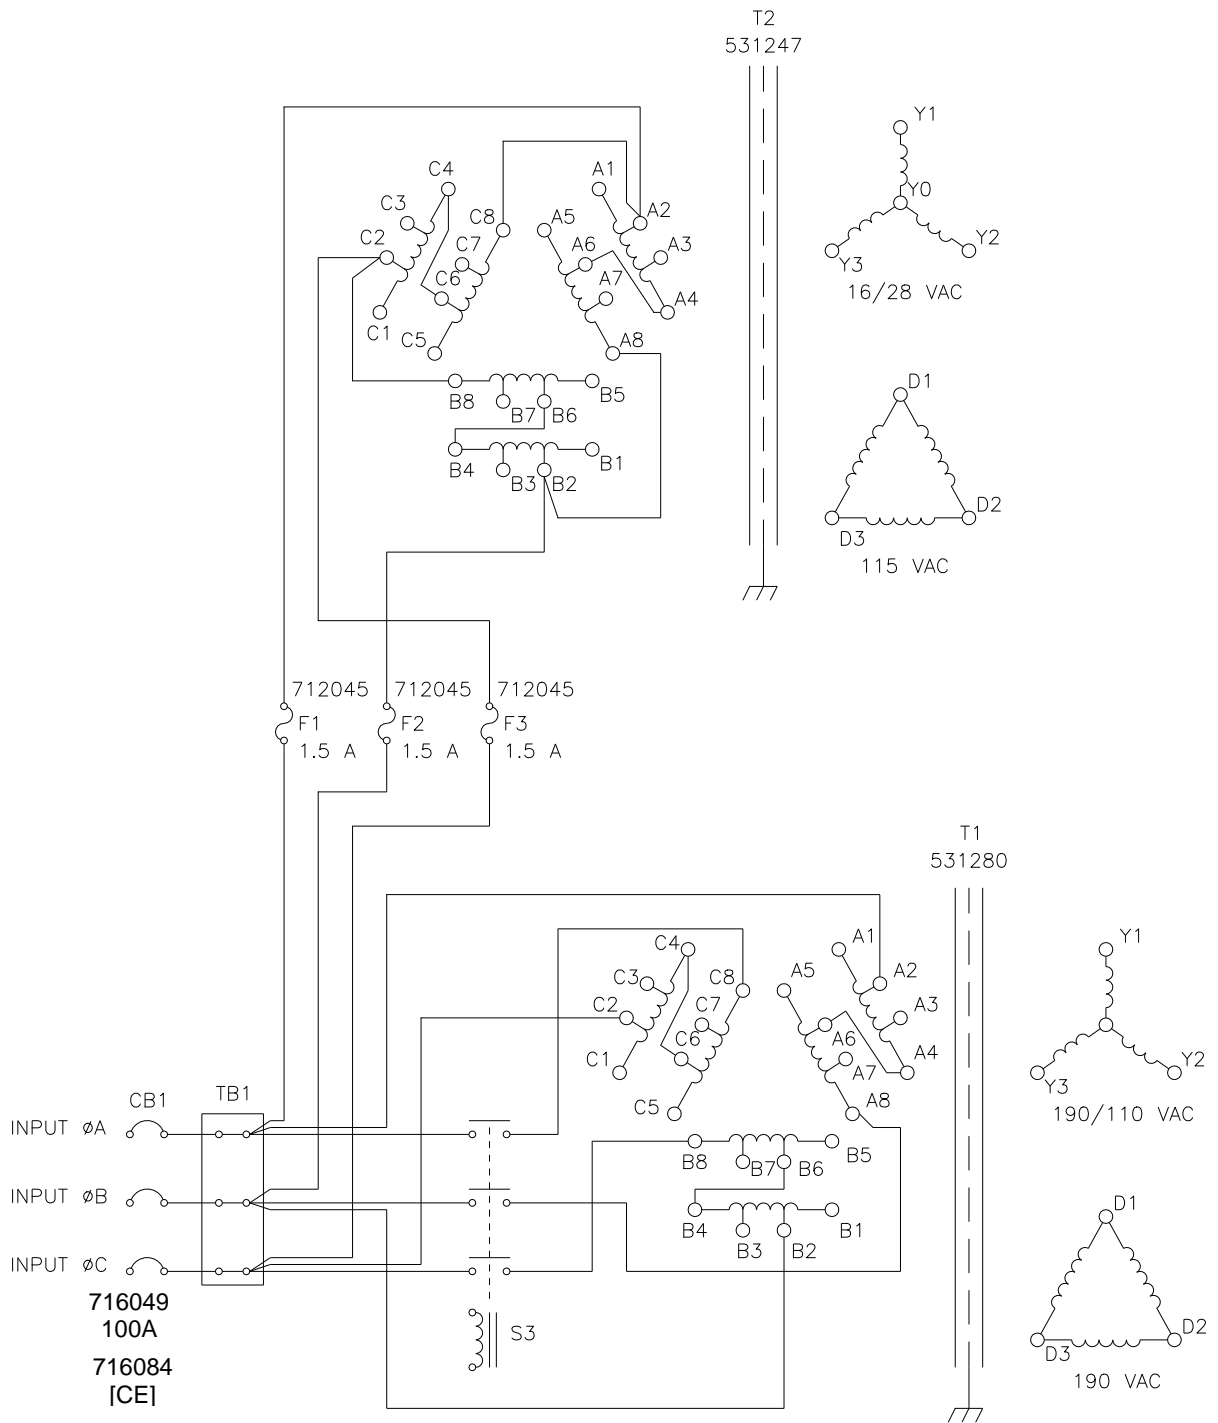 T2
531247
Y1
Y0
Y2
Y3
16/28 VAC
D1
D2
D3
115 VAC
C4
C3
C2
C1
C8
C7
C6
C5
A1
A2
A3
A4
A5
A6
A7
A8
B8
B7
B6
B5
B4
B3
B2
B1
712045
F1
1.5 A
712045
F2
1.5 A
712045
F3
1.5 A
T1
531280
C4
C3
C2
C1
C8
C7
C6
C5
A1
A2
A3
A4
A5
A6
A7
A8
B8
B7
B6
B5
B4
B3
B2
B1
Y1
Y2
Y3
190/110 VAC
D1
D2
D3
190 VAC
CB1
TB1
INPUT øA
INPUT øB
INPUT øC
716049
100A
716084
[CE]
S3